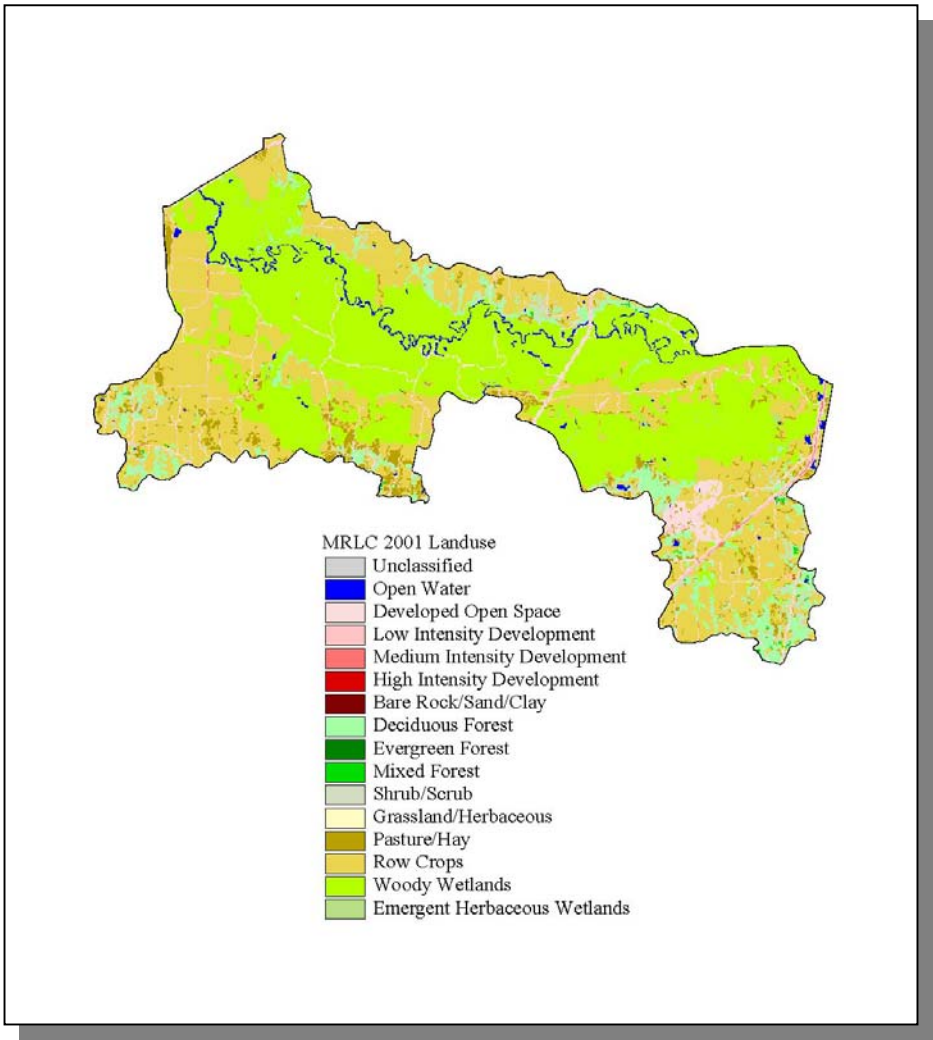 MRLC 2001 Landuse
Unclassified
Open Water
Developed Open Space
Low Intensity Development
Medium Intensity Development
High Intensity Development
Bare Rock/Sand/Clay
Deciduous Forest
Evergreen Forest
Mixed Forest
Shrub/Scrub
Grassland/Herbaceous
Pasture/Hay
Row Crops
Woody Wetlands
Emergent Herbaceous Wetlands